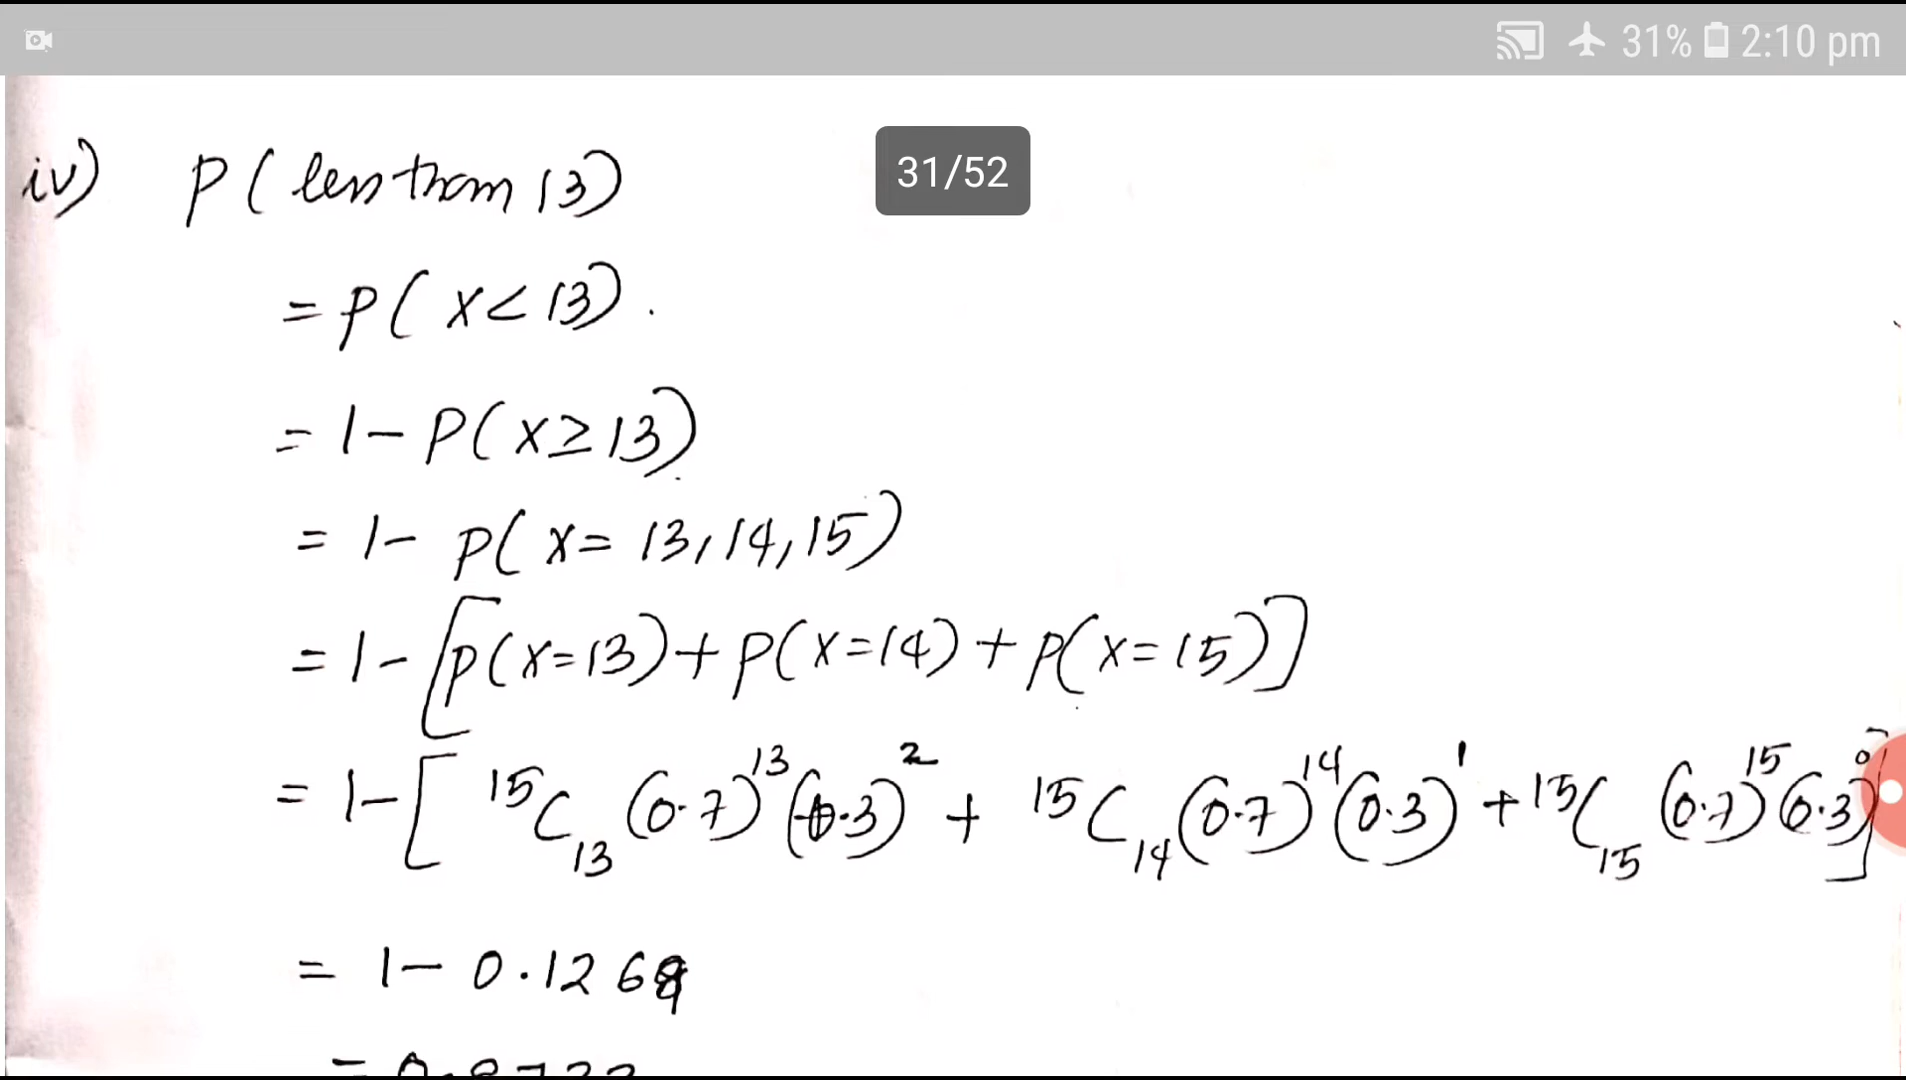 31% 2:10 pm
31/52
iv) P(less than 13)
= P(X<13).
= 1-P(X≥13)
= 1- P(X= 13,14,15)
= 1-[P(X=13)+P(X=14)+P(X=15)]
= 1-[¹⁵C₁₃ (0.7)¹³(0.3)² + ¹⁵C₁₄(0.7)¹⁴(0.3)¹ + ¹⁵C₁₅ (0.7)¹⁵(0.3)⁰]
= 1- 0.126